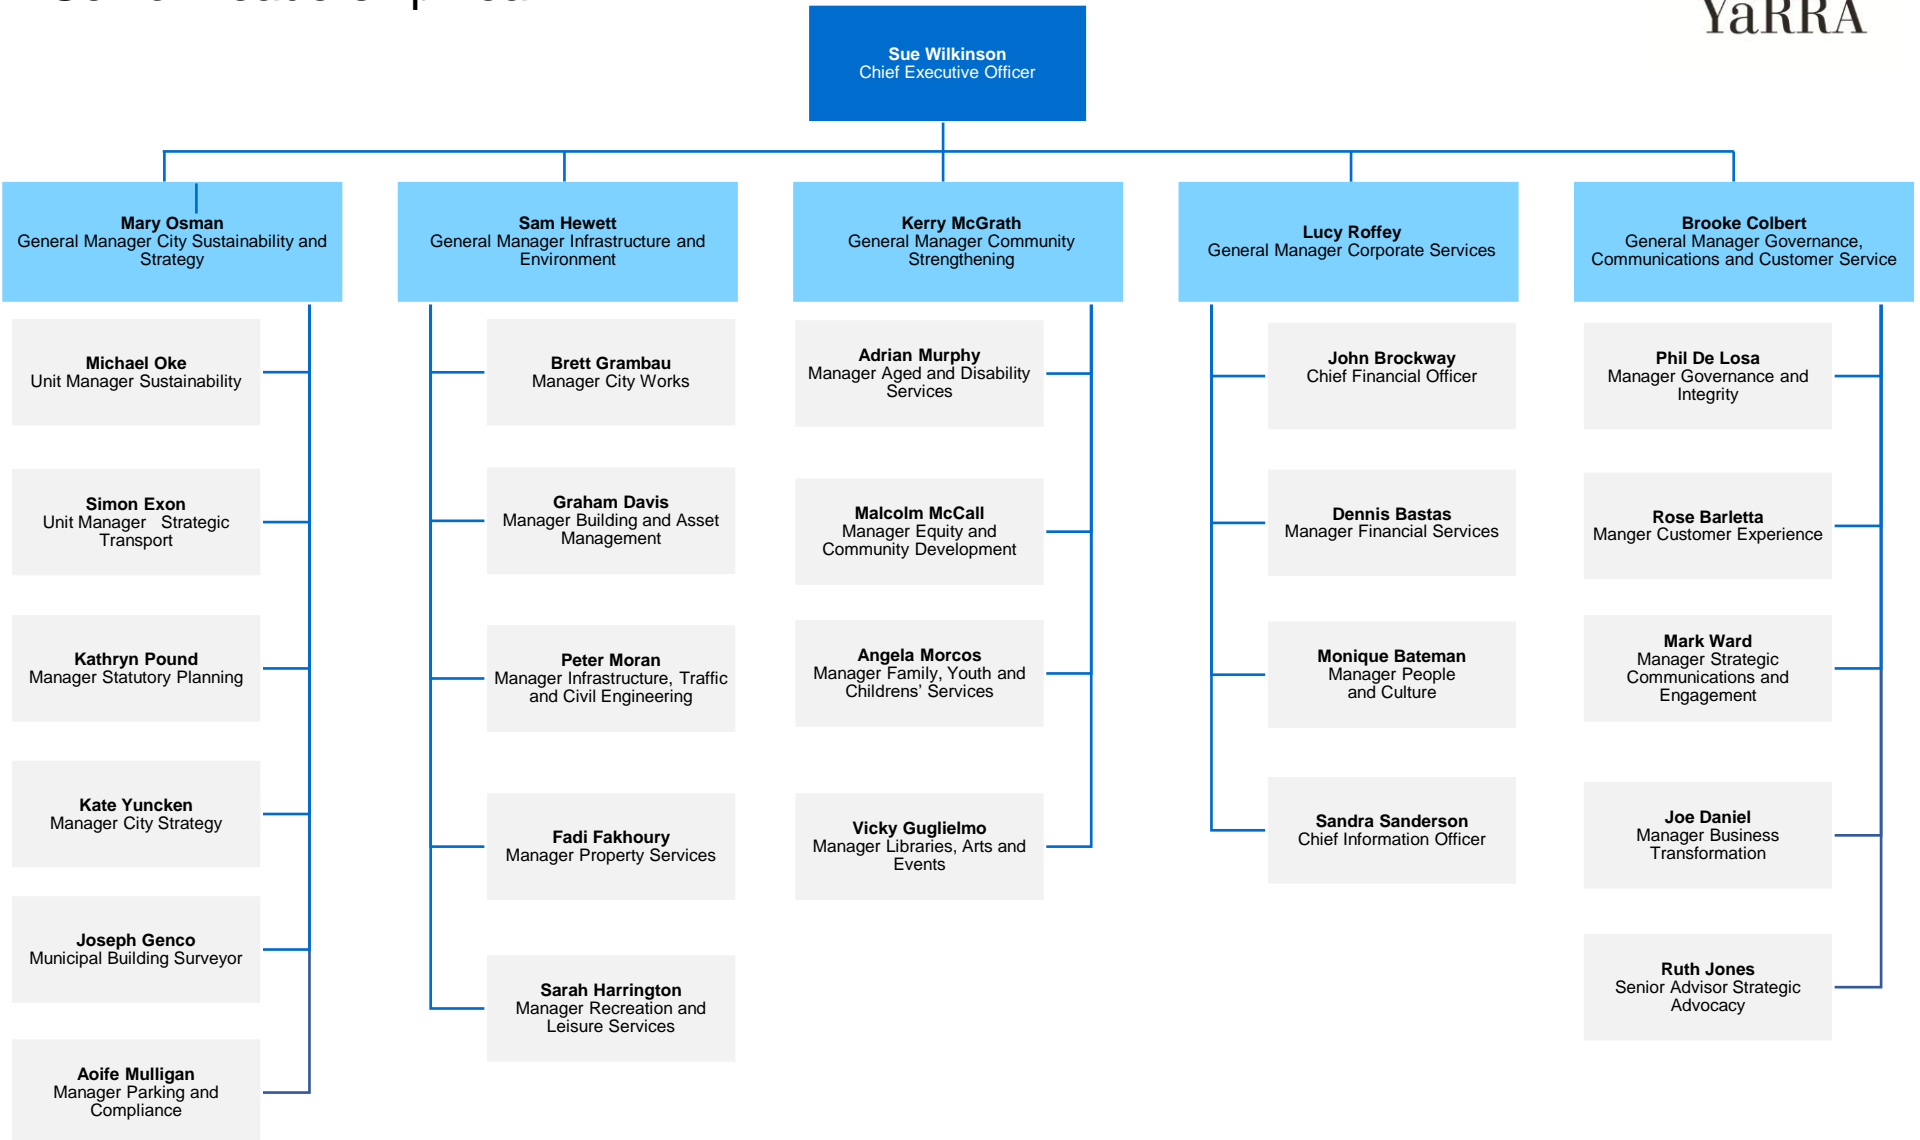 YaRRA
Sue Wilkinson
Chief Executive Officer
Mary Osman
General Manager City Sustainability and
Strategy
Sam Hewett
General Manager Infrastructure and
Environment
Kerry McGrath
General Manager Community
Strengthening
Lucy Roffey
General Manager Corporate Services
Brooke Colbert
General Manager Governance,
Communications and Customer Service
Michael Oke
Unit Manager Sustainability
Simon Exon
Unit Manager   Strategic
Transport
Kathryn Pound
Manager Statutory Planning
Kate Yuncken
Manager City Strategy
Joseph Genco
Municipal Building Surveyor
Aoife Mulligan
Manager Parking and
Compliance
Brett Grambau
Manager City Works
Graham Davis
Manager Building and Asset
Management
Peter Moran
Manager Infrastructure, Traffic
and Civil Engineering
Fadi Fakhoury
Manager Property Services
Sarah Harrington
Manager Recreation and
Leisure Services
Adrian Murphy
Manager Aged and Disability
Services
Malcolm McCall
Manager Equity and
Community Development
Angela Morcos
Manager Family, Youth and
Childrens’ Services
Vicky Guglielmo
Manager Libraries, Arts and
Events
John Brockway
Chief Financial Officer
Dennis Bastas
Manager Financial Services
Monique Bateman
Manager People
and Culture
Sandra Sanderson
Chief Information Officer
Phil De Losa
Manager Governance and
Integrity
Rose Barletta
Manger Customer Experience
Mark Ward
Manager Strategic
Communications and
Engagement
Joe Daniel
Manager Business
Transformation
Ruth Jones
Senior Advisor Strategic
Advocacy